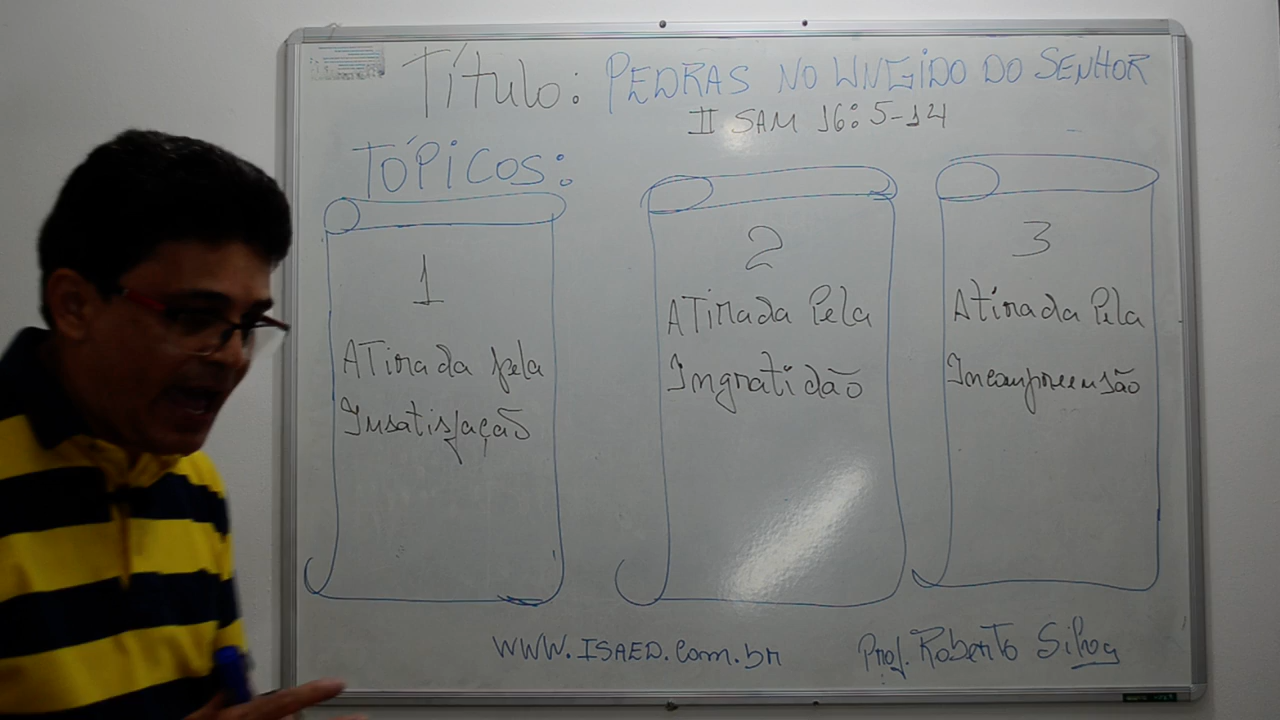 Título: PEDRAS NO UNGIDO DO SENHOR
II SAM 16:5-14
TÓPICOS:
1
ATirada pela
Insatisfação
2
ATirada Pela
Ingratidão
3
Atirada Pela
Incompreensão
WWW.ISAED.com.br
Prof. Roberto Silva